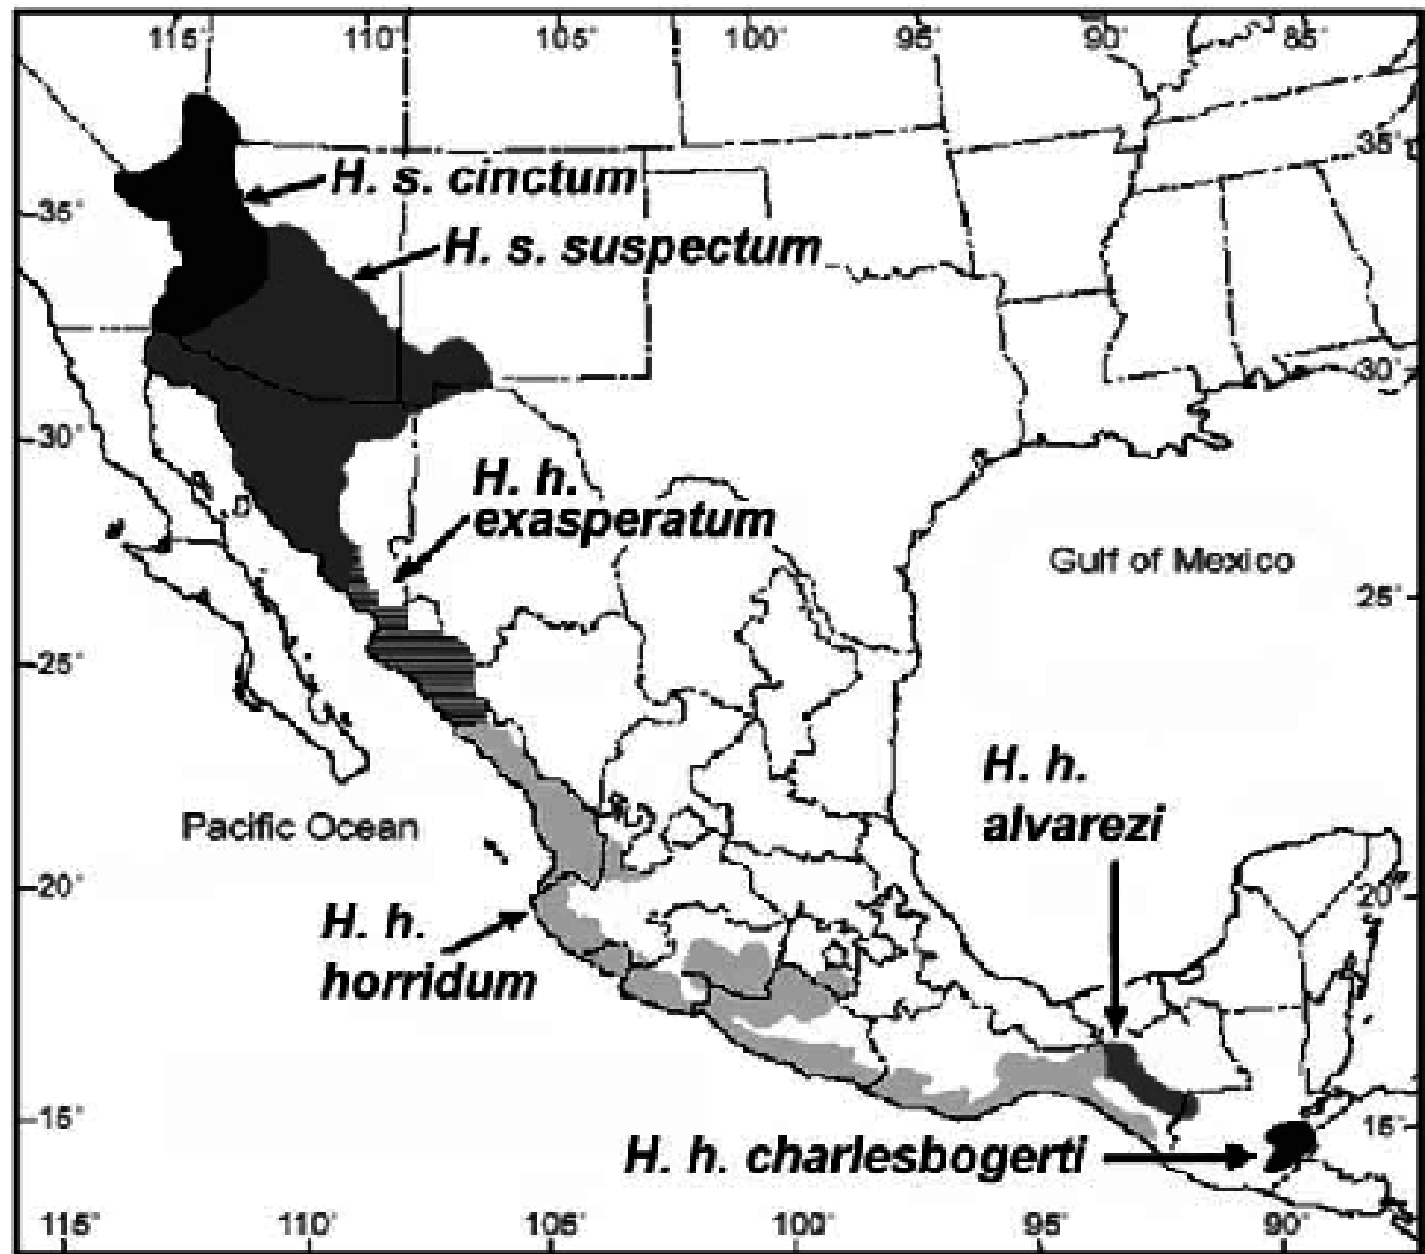 115° 110° 105° 100° 95° 90° 85°
35°
H. s. cinctum
35°
H. s. suspectum
30°
30°
H. h.
exasperatum
Gulf of Mexico
25°
25°
H. h.
alvarezi
Pacific Ocean
20°
20°
H. h.
horridum
15°
15°
H. h. charlesbogerti
115° 110° 105° 100° 95° 90°